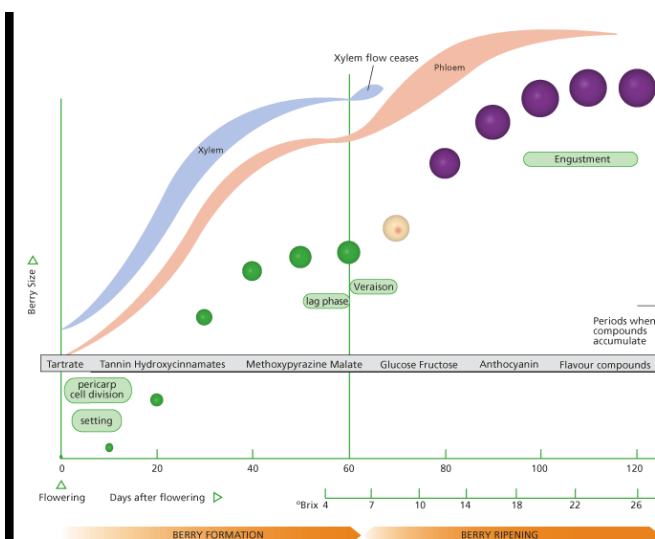 Xylem flow ceases
Phloem
Xylem
Engustment
Berry Size
Veraison
lag phase
Periods when
compounds
accumulate
Tartrate Tannin Hydroxycinnamates Methoxypyrazine Malate Glucose Fructose Anthocyanin Flavour compounds
pericarp
cell division
setting
0 20 40 60 80 100 120
Flowering Days after flowering
°Brix 4 7 10 14 18 22 26
BERRY FORMATION BERRY RIPENING